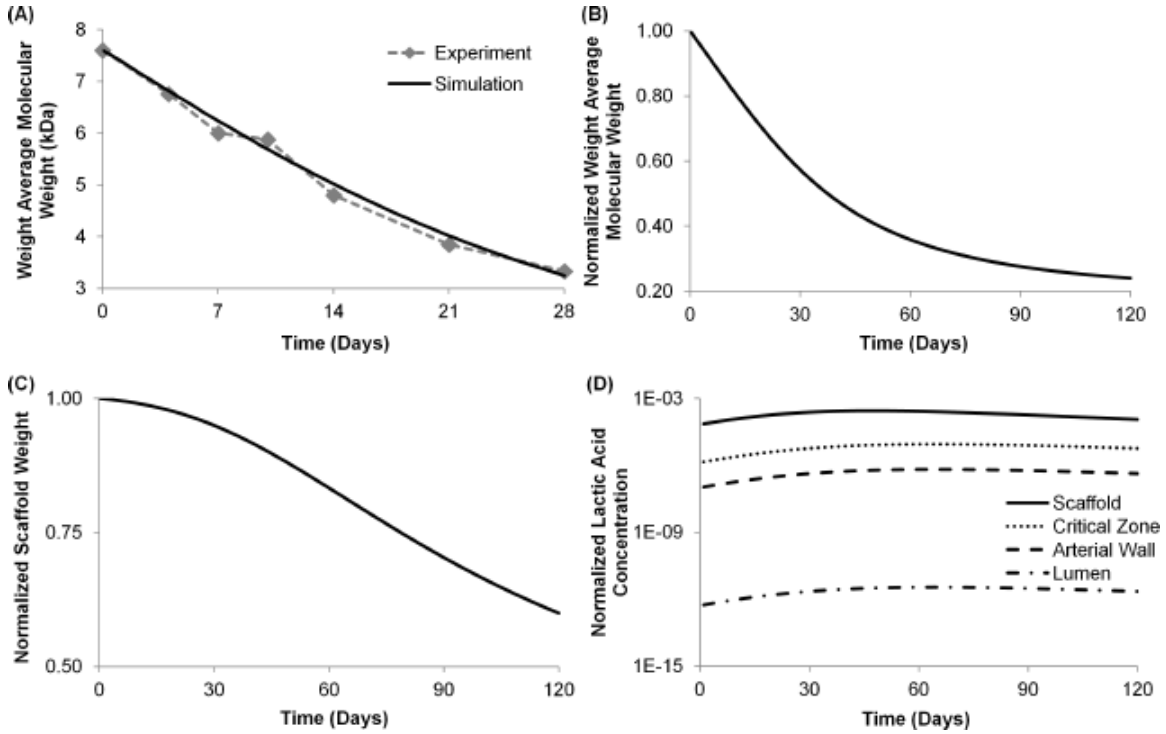 (A)
Weight Average Molecular
Weight (kDa)
8
7
6
5
4
3
0
7
14
21
28
Time (Days)
Experiment
Simulation
(B)
Normalized Weight Average
Molecular Weight
1.00
0.80
0.60
0.40
0.20
0
30
60
90
120
Time (Days)
(C)
Normalized Scaffold Weight
1.00
0.75
0.50
0
30
60
90
120
Time (Days)
(D)
Normalized Lactic Acid
Concentration
1E-03
1E-09
1E-15
0
30
60
90
120
Time (Days)
Scaffold
Critical Zone
Arterial Wall
Lumen